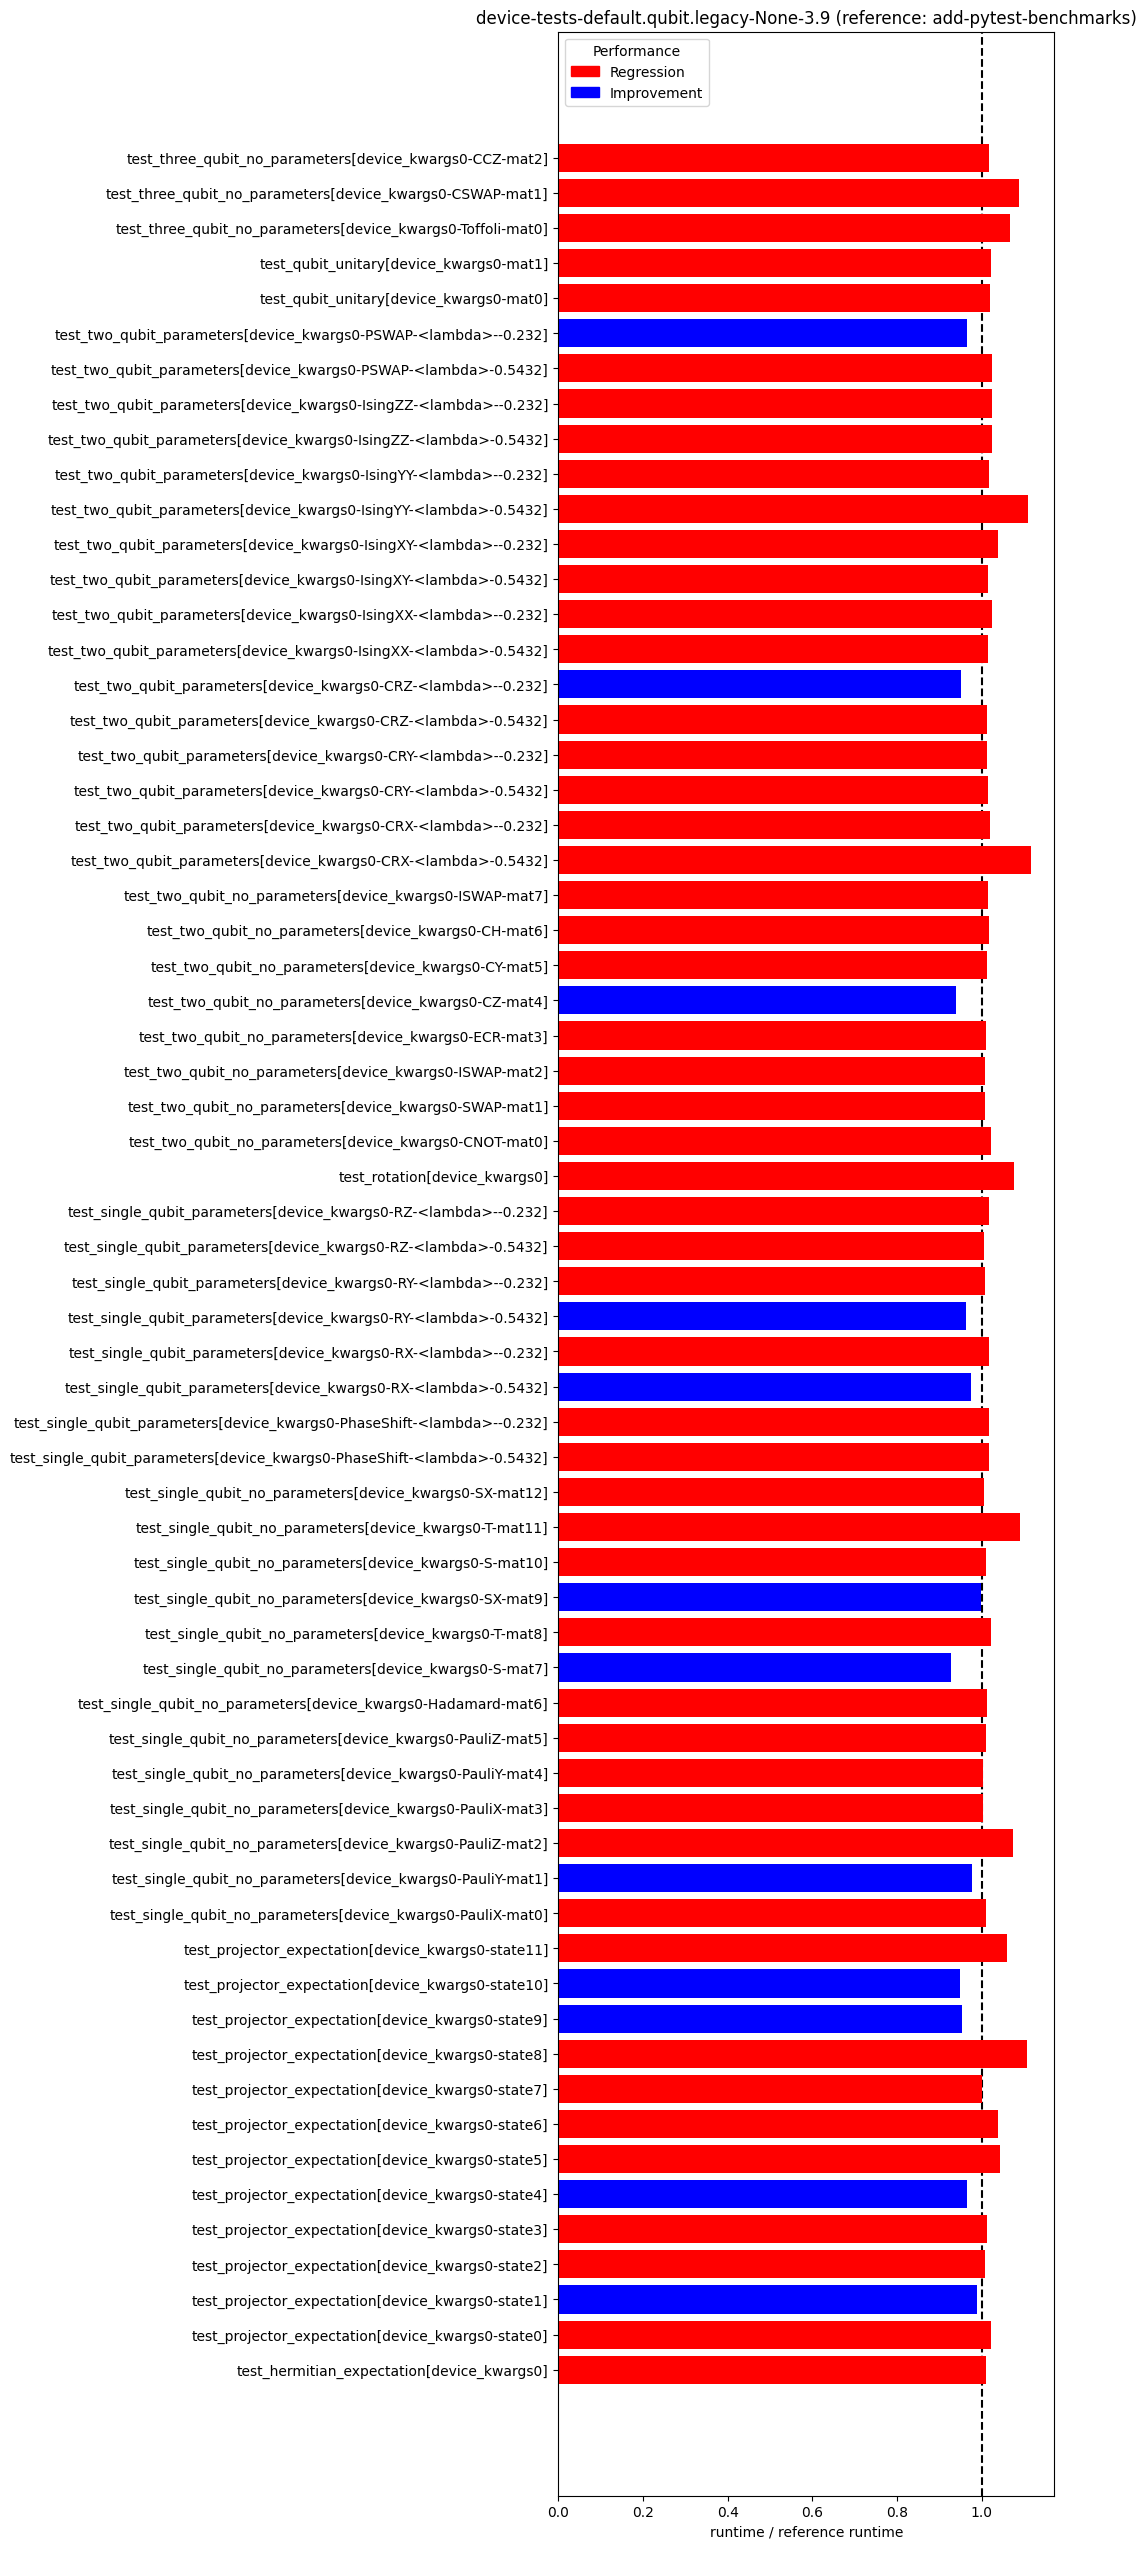 device-tests-default.qubit.legacy-None-3.9 (reference: add-pytest-benchmarks)
Performance
Regression
Improvement
test_three_qubit_no_parameters[device_kwargs0-CCZ-mat2]
test_three_qubit_no_parameters[device_kwargs0-CSWAP-mat1]
test_three_qubit_no_parameters[device_kwargs0-Toffoli-mat0]
test_qubit_unitary[device_kwargs0-mat1]
test_qubit_unitary[device_kwargs0-mat0]
test_two_qubit_parameters[device_kwargs0-PSWAP-<lambda>--0.232]
test_two_qubit_parameters[device_kwargs0-PSWAP-<lambda>-0.5432]
test_two_qubit_parameters[device_kwargs0-IsingZZ-<lambda>--0.232]
test_two_qubit_parameters[device_kwargs0-IsingZZ-<lambda>-0.5432]
test_two_qubit_parameters[device_kwargs0-IsingYY-<lambda>--0.232]
test_two_qubit_parameters[device_kwargs0-IsingYY-<lambda>-0.5432]
test_two_qubit_parameters[device_kwargs0-IsingXY-<lambda>--0.232]
test_two_qubit_parameters[device_kwargs0-IsingXY-<lambda>-0.5432]
test_two_qubit_parameters[device_kwargs0-IsingXX-<lambda>--0.232]
test_two_qubit_parameters[device_kwargs0-IsingXX-<lambda>-0.5432]
test_two_qubit_parameters[device_kwargs0-CRZ-<lambda>--0.232]
test_two_qubit_parameters[device_kwargs0-CRZ-<lambda>-0.5432]
test_two_qubit_parameters[device_kwargs0-CRY-<lambda>--0.232]
test_two_qubit_parameters[device_kwargs0-CRY-<lambda>-0.5432]
test_two_qubit_parameters[device_kwargs0-CRX-<lambda>--0.232]
test_two_qubit_parameters[device_kwargs0-CRX-<lambda>-0.5432]
test_two_qubit_no_parameters[device_kwargs0-ISWAP-mat7]
test_two_qubit_no_parameters[device_kwargs0-CH-mat6]
test_two_qubit_no_parameters[device_kwargs0-CY-mat5]
test_two_qubit_no_parameters[device_kwargs0-CZ-mat4]
test_two_qubit_no_parameters[device_kwargs0-ECR-mat3]
test_two_qubit_no_parameters[device_kwargs0-ISWAP-mat2]
test_two_qubit_no_parameters[device_kwargs0-SWAP-mat1]
test_two_qubit_no_parameters[device_kwargs0-CNOT-mat0]
test_rotation[device_kwargs0]
test_single_qubit_parameters[device_kwargs0-RZ-<lambda>--0.232]
test_single_qubit_parameters[device_kwargs0-RZ-<lambda>-0.5432]
test_single_qubit_parameters[device_kwargs0-RY-<lambda>--0.232]
test_single_qubit_parameters[device_kwargs0-RY-<lambda>-0.5432]
test_single_qubit_parameters[device_kwargs0-RX-<lambda>--0.232]
test_single_qubit_parameters[device_kwargs0-RX-<lambda>-0.5432]
test_single_qubit_parameters[device_kwargs0-PhaseShift-<lambda>--0.232]
test_single_qubit_parameters[device_kwargs0-PhaseShift-<lambda>-0.5432]
test_single_qubit_no_parameters[device_kwargs0-SX-mat12]
test_single_qubit_no_parameters[device_kwargs0-T-mat11]
test_single_qubit_no_parameters[device_kwargs0-S-mat10]
test_single_qubit_no_parameters[device_kwargs0-SX-mat9]
test_single_qubit_no_parameters[device_kwargs0-T-mat8]
test_single_qubit_no_parameters[device_kwargs0-S-mat7]
test_single_qubit_no_parameters[device_kwargs0-Hadamard-mat6]
test_single_qubit_no_parameters[device_kwargs0-PauliZ-mat5]
test_single_qubit_no_parameters[device_kwargs0-PauliY-mat4]
test_single_qubit_no_parameters[device_kwargs0-PauliX-mat3]
test_single_qubit_no_parameters[device_kwargs0-PauliZ-mat2]
test_single_qubit_no_parameters[device_kwargs0-PauliY-mat1]
test_single_qubit_no_parameters[device_kwargs0-PauliX-mat0]
test_projector_expectation[device_kwargs0-state11]
test_projector_expectation[device_kwargs0-state10]
test_projector_expectation[device_kwargs0-state9]
test_projector_expectation[device_kwargs0-state8]
test_projector_expectation[device_kwargs0-state7]
test_projector_expectation[device_kwargs0-state6]
test_projector_expectation[device_kwargs0-state5]
test_projector_expectation[device_kwargs0-state4]
test_projector_expectation[device_kwargs0-state3]
test_projector_expectation[device_kwargs0-state2]
test_projector_expectation[device_kwargs0-state1]
test_projector_expectation[device_kwargs0-state0]
test_hermitian_expectation[device_kwargs0]
0.0 0.2 0.4 0.6 0.8 1.0
runtime / reference runtime